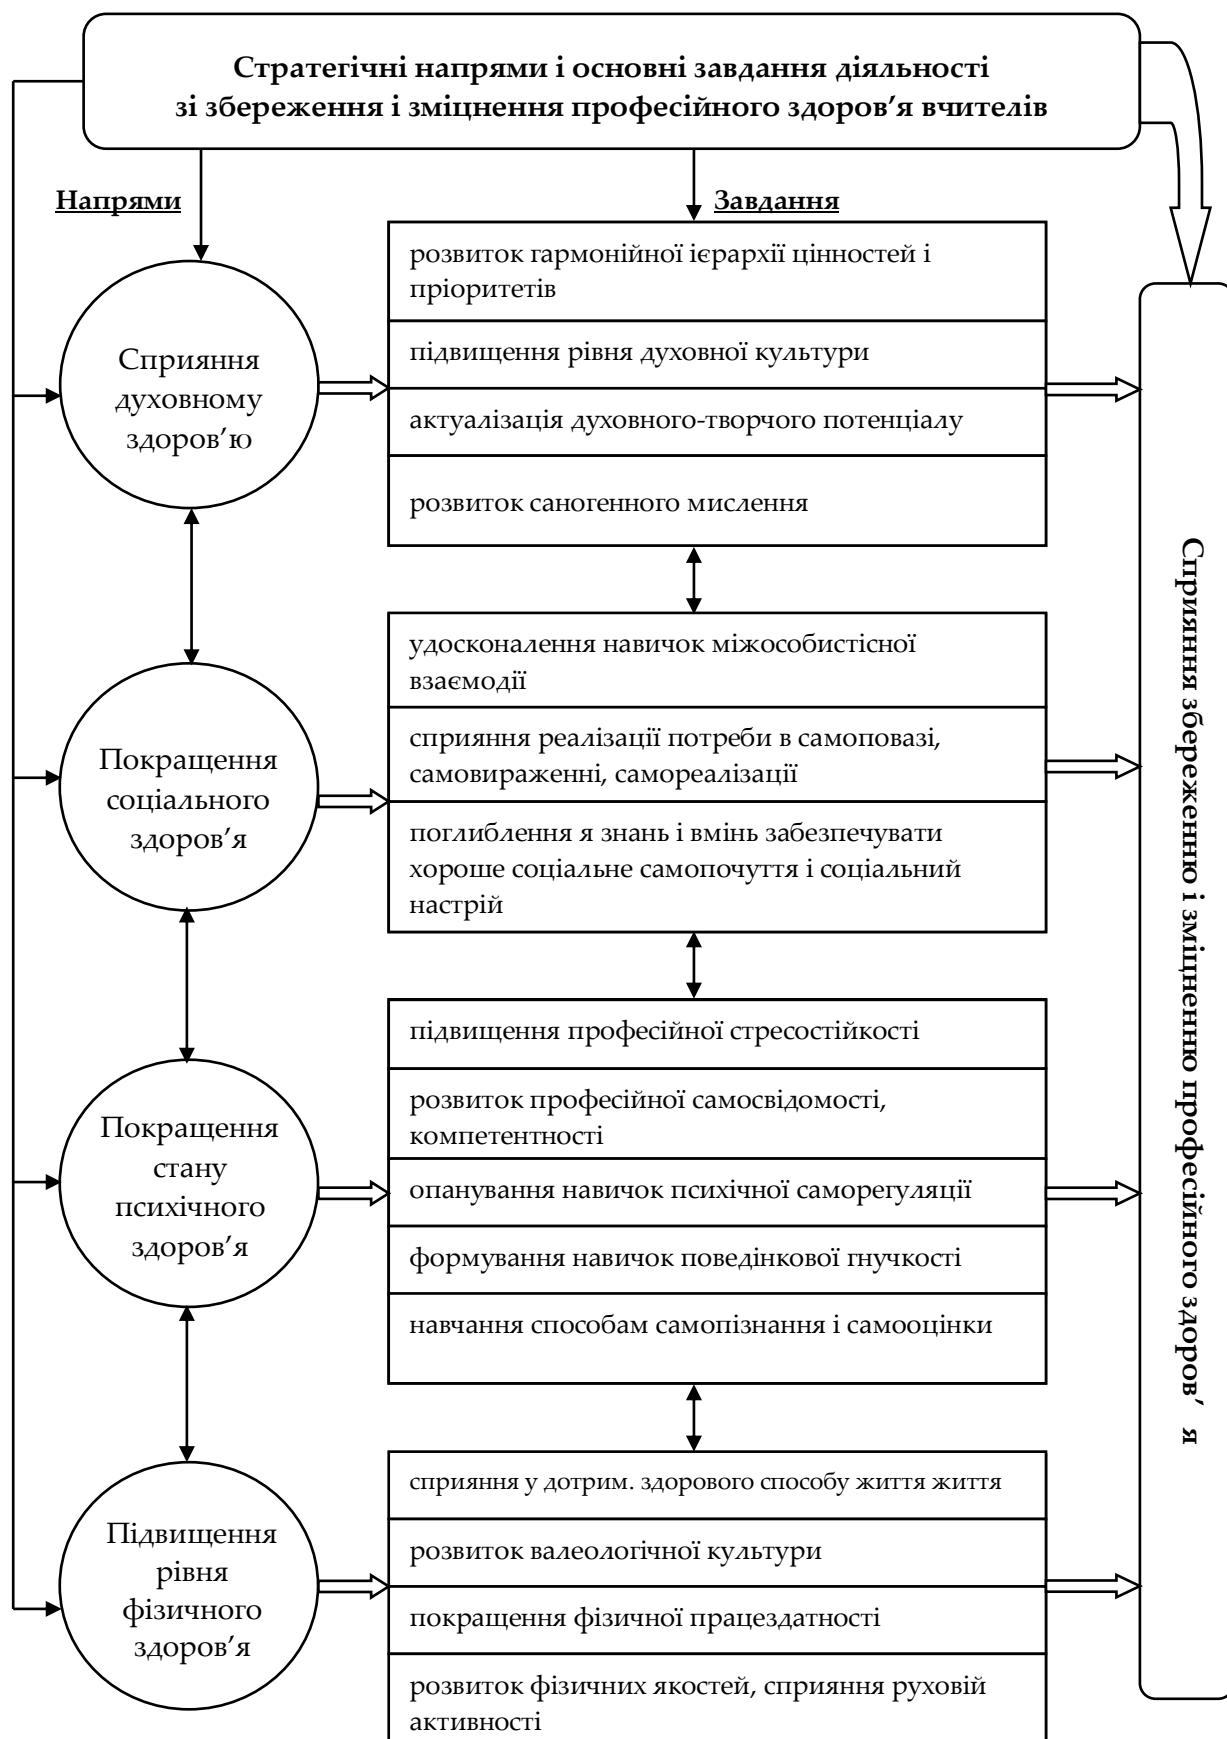 Стратегічні напрями і основні завдання діяльності
зі збереження і зміцнення професійного здоров’я вчителів
Напрями
Завдання
Сприяння
духовному
здоров’ю
розвиток гармонійної ієрархії цінностей і
пріоритетів
підвищення рівня духовної культури
актуалізація духовного-творчого потенціалу
розвиток саногенного мислення
Покращення
соціального
здоров’я
удосконалення навичок міжособистісної
взаємодії
сприяння реалізації потреби в самоповазі,
самовираженні, самореалізації
поглиблення я знань і вмінь забезпечувати
хороше соціальне самопочуття і соціальний
настрій
Покращення
стану
психічного
здоров’я
підвищення професійної стресостійкості
розвиток професійної самосвідомості,
компетентності
опанування навичок психічної саморегуляції
формування навичок поведінкової гнучкості
навчання способам самопізнання і самооцінки
Підвищення
рівня
фізичного
здоров’я
сприяння у дотрим. здорового способу життя життя
розвиток валеологічної культури
покращення фізичної працездатності
розвиток фізичних якостей, сприяння руховій
активності
Сприяння збереженню і зміцненню професійного здоров’ я